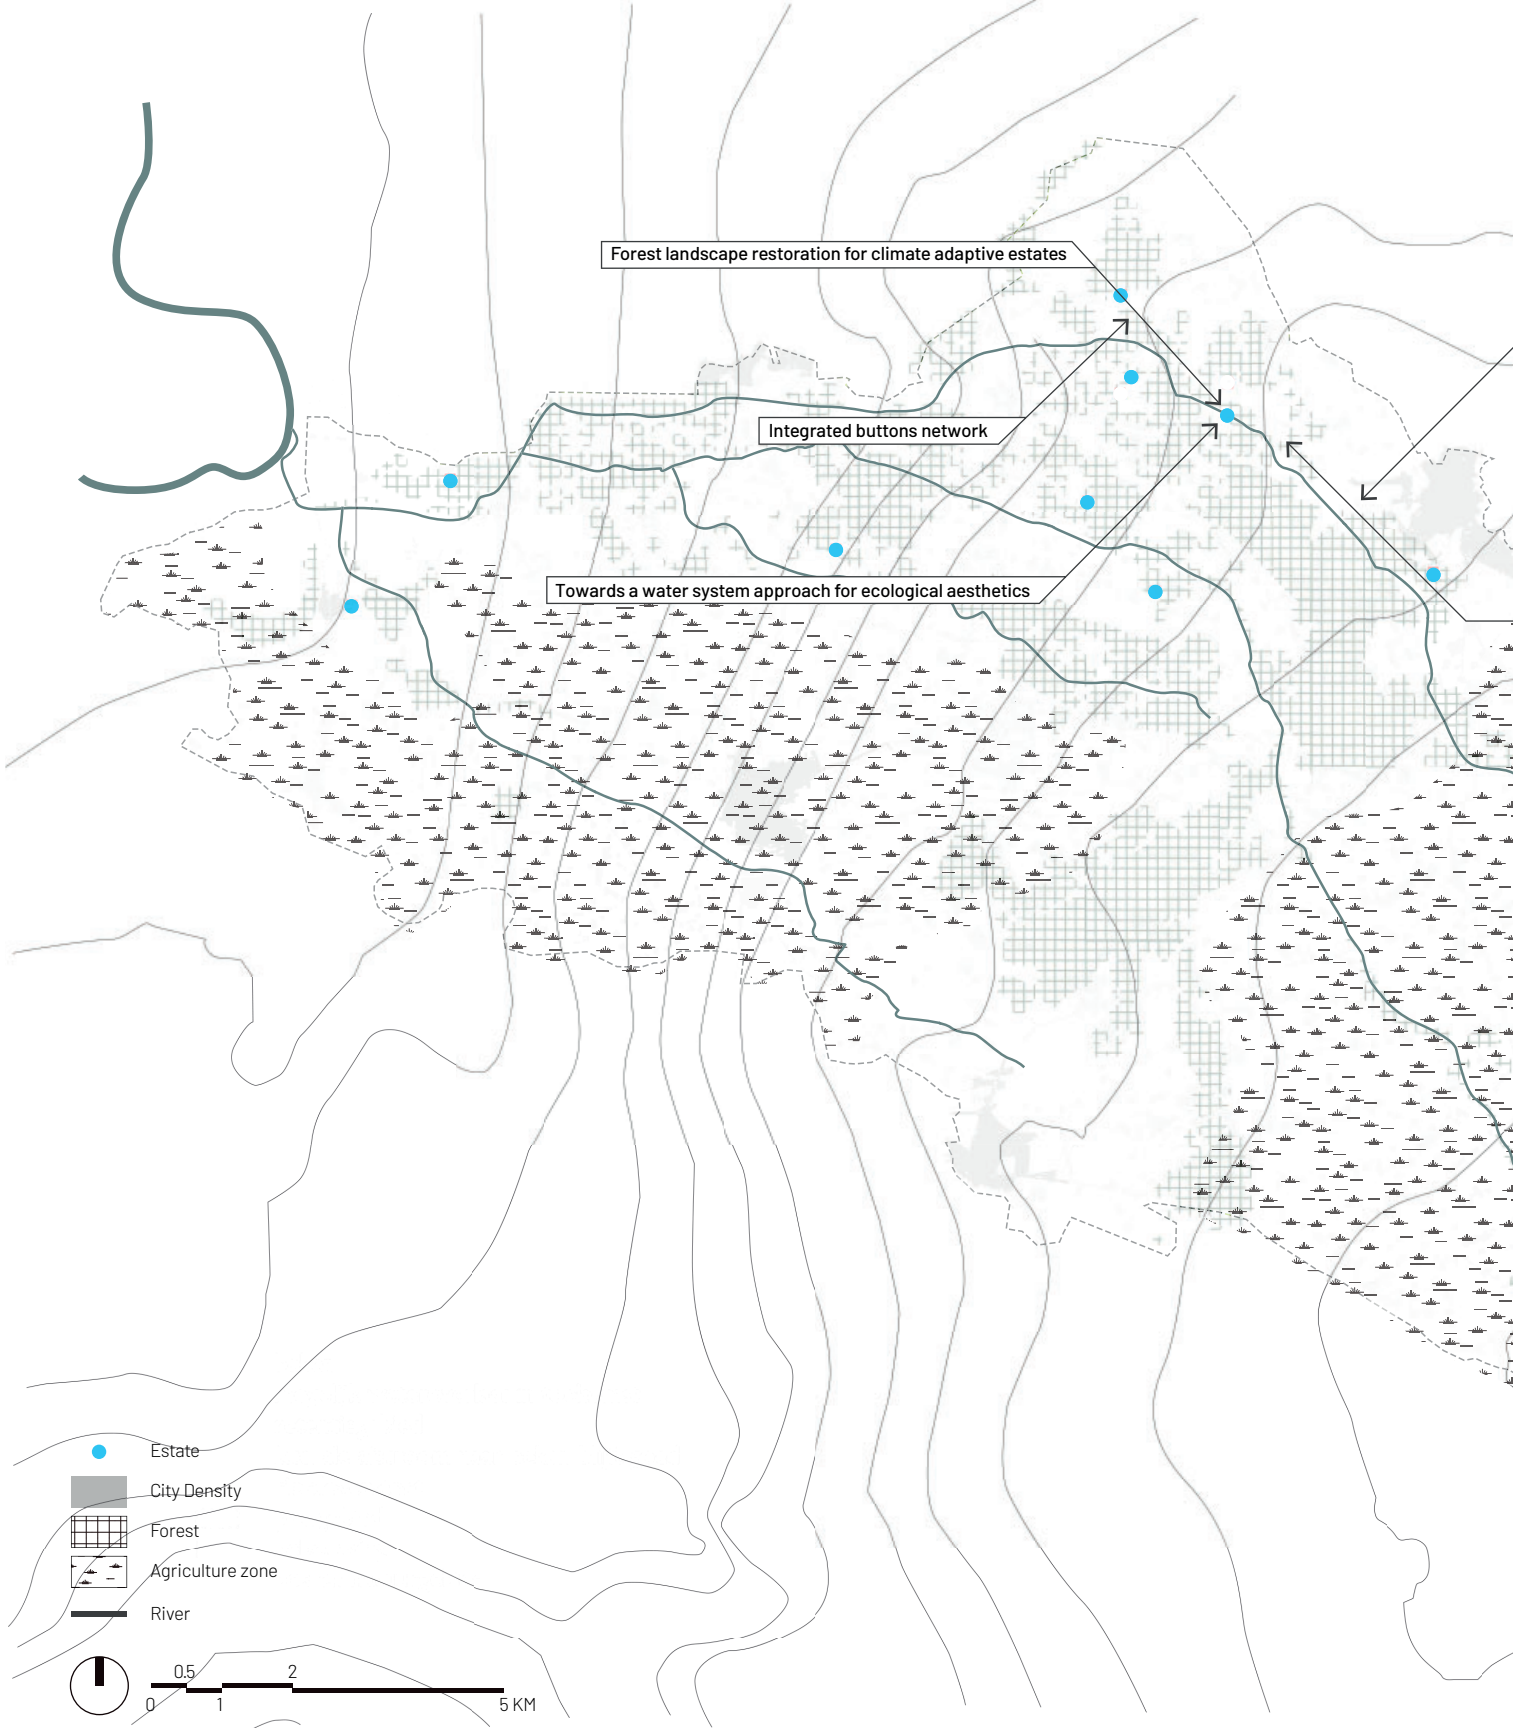 Forest landscape restoration for climate adaptive estates
Integrated buttons network
Towards a water system approach for ecological aesthetics
Estate
City Density
Forest
Agriculture zone
River
0.5 2
0 1 5 KM